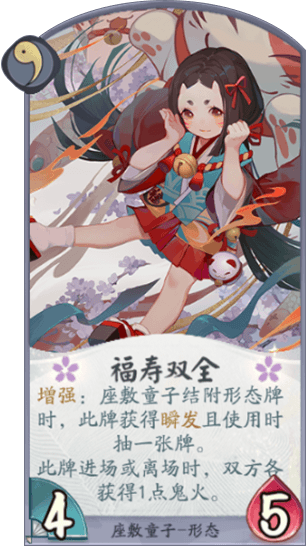 福寿双全
增强：座敷童子结附形态牌
时，此牌获得瞬发且使用时
抽一张牌。
此牌进场或离场时，双方各
获得1点鬼火。
4
座敷童子-形态
5